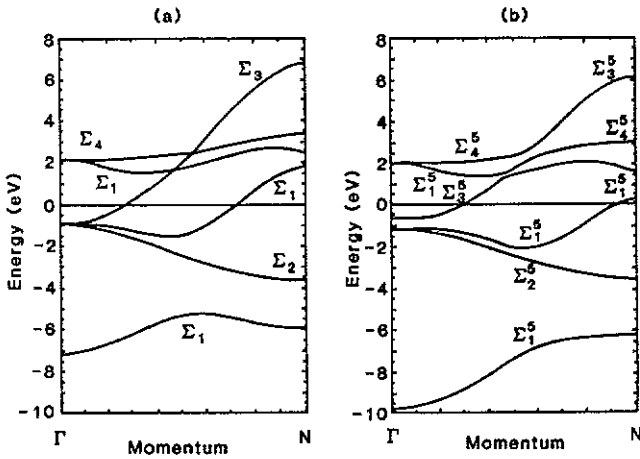 (a)
8
6
4
2
0
-2
-4
-6
-8
-10
Energy (eV)
Σ₃
Σ₄
Σ₁
Σ₁
Σ₂
Σ₁
Γ
Momentum
N
(b)
8
6
4
2
0
-2
-4
-6
-8
-10
Energy (eV)
Σ₃⁵
Σ₄⁵
Σ₁⁵
Σ₃⁵
Σ₁⁵
Σ₁⁵
Σ₂⁵
Σ₁⁵
Γ
Momentum
N